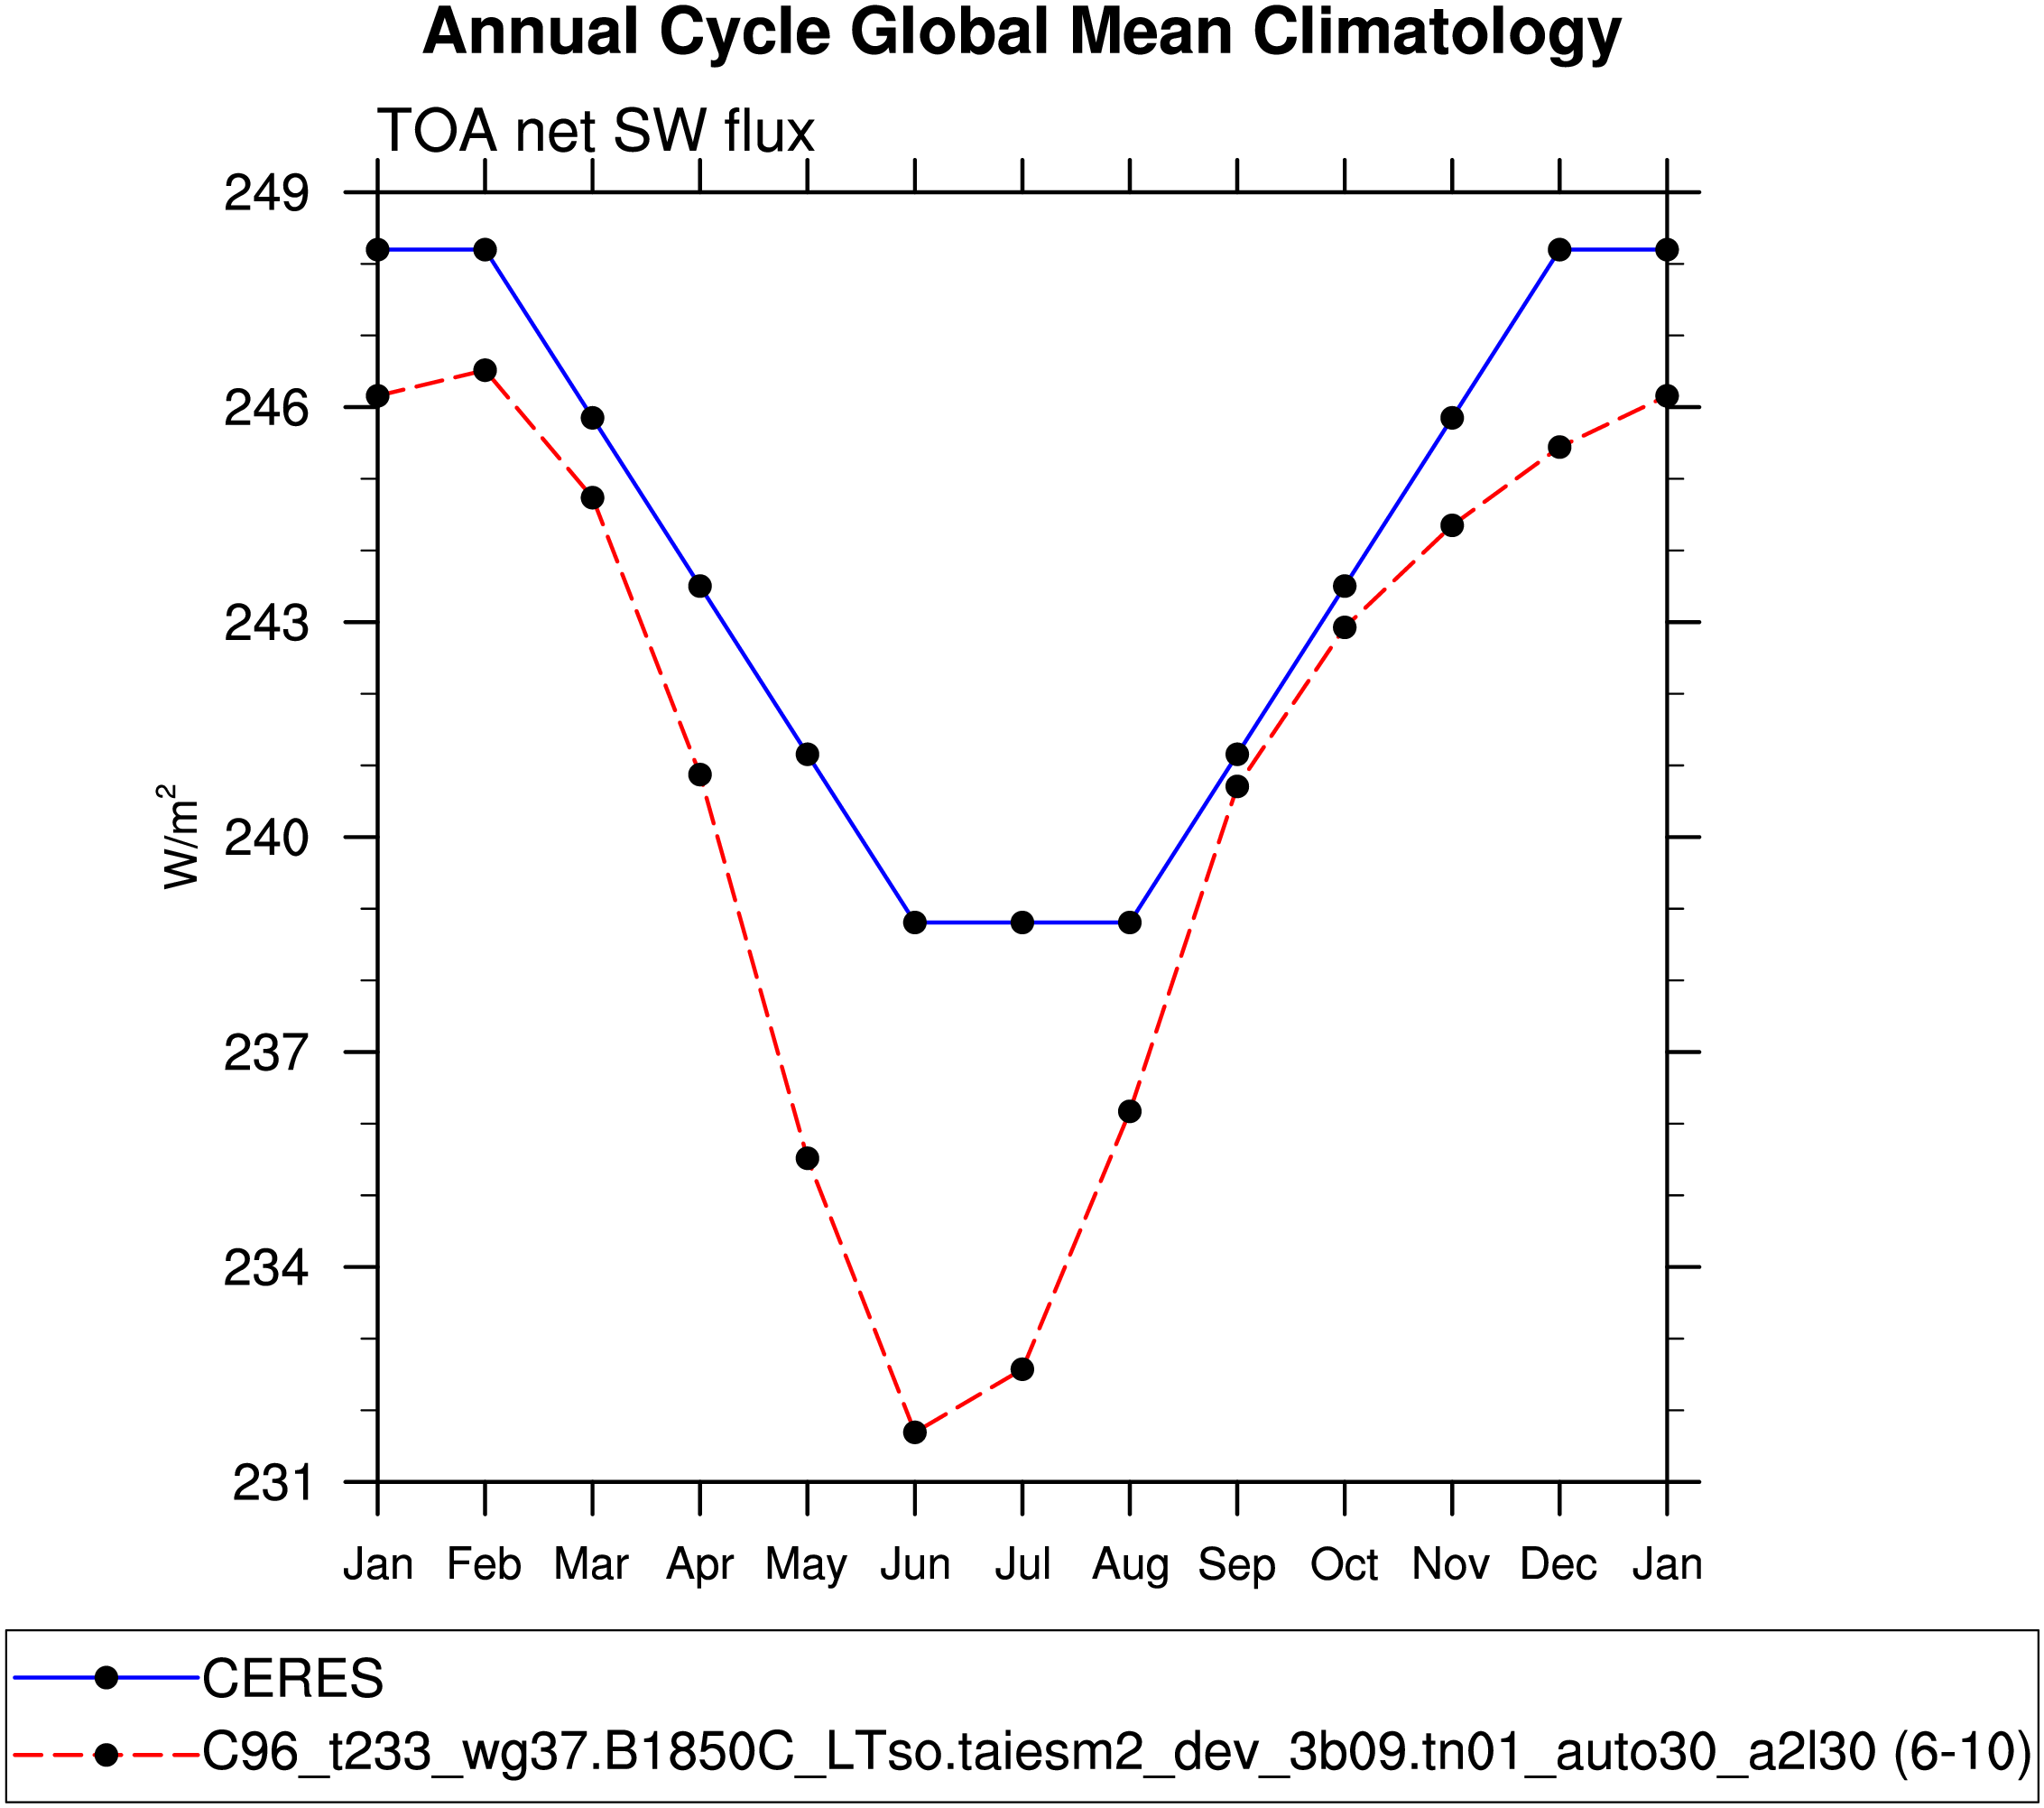 Annual Cycle Global Mean Climatology
TOA net SW flux
249
246
243
240
237
234
231
W/m²
Jan Feb Mar Apr May Jun Jul Aug Sep Oct Nov Dec Jan
CERES
C96_t233_wg37.B1850C_LTso.taiesm2_dev_3b09.tn01_auto30_a2l30 (6-10)